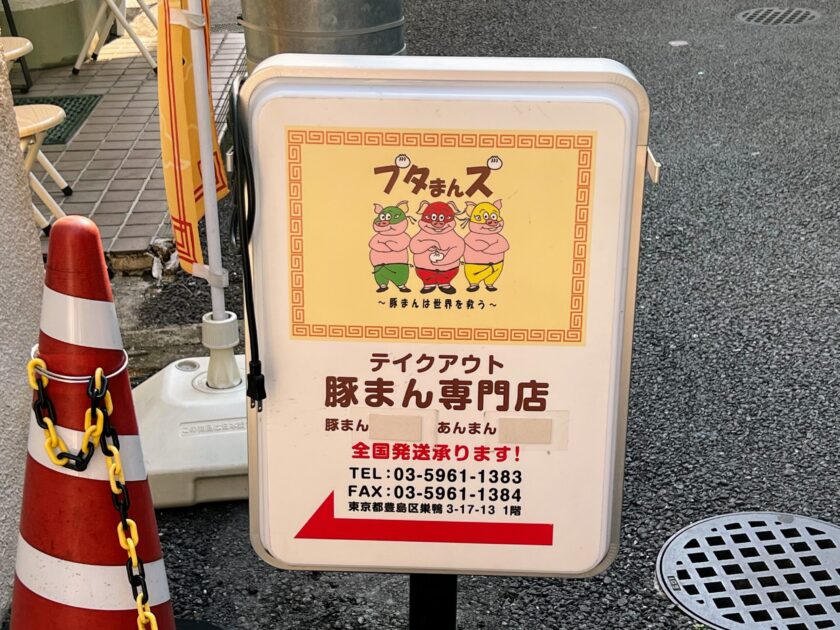 ブタまんズ
～豚まんは世界を救う～
テイクアウト
豚まん専門店
豚まん あんまん
全国発送承ります!
TEL:03-5961-1383
FAX:03-5961-1384
東京都豊島区巣鴨 3-17-13 1階